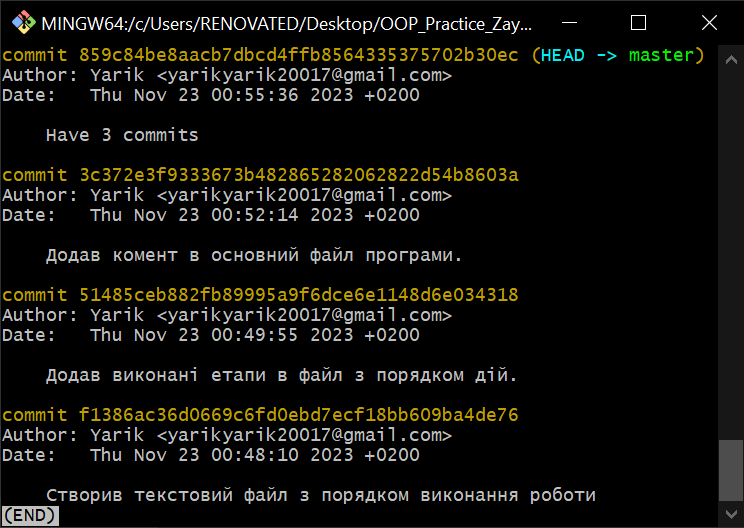 MINGW64:/c/Users/RENOVATED/Desktop/OOP_Practice_Zay...
commit 859c84be8aacb7dbcd4ffb8564335375702b30ec (HEAD -> master)
Author: Yarik <yarikyarik20017@gmail.com>
Date:   Thu Nov 23 00:55:36 2023 +0200
Have 3 commits
commit 3c372e3f9333673b482865282062822d54b8603a
Author: Yarik <yarikyarik20017@gmail.com>
Date:   Thu Nov 23 00:52:14 2023 +0200
Додав комент в основний файл програми.
commit 51485ceb882fb89995a9f6dce6e1148d6e034318
Author: Yarik <yarikyarik20017@gmail.com>
Date:   Thu Nov 23 00:49:55 2023 +0200
Додав виконані етапи в файл з порядком дій.
commit f1386ac36d0669c6fd0ebd7ecf18bb609ba4de76
Author: Yarik <yarikyarik20017@gmail.com>
Date:   Thu Nov 23 00:48:10 2023 +0200
Створив текстовий файл з порядком виконання роботи
(END)